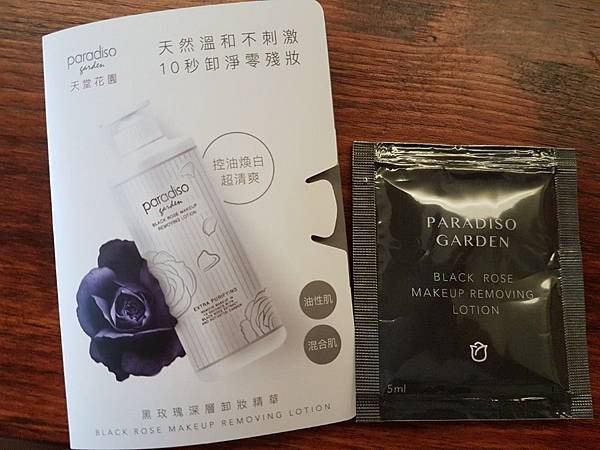 paradiso
garden
天堂花園
天然溫和不刺激
10秒卸淨零殘妝
控油煥白
超清爽
paradiso
garden
BLACK ROSE MAKEUP
REMOVING LOTION
EXTRA PURIFYING
油性肌
混合肌
黑玫瑰深層卸妝精華
BLACK ROSE MAKEUP REMOVING LOTION
PARADISO
GARDEN
BLACK ROSE
MAKEUP REMOVING
LOTION
5ml